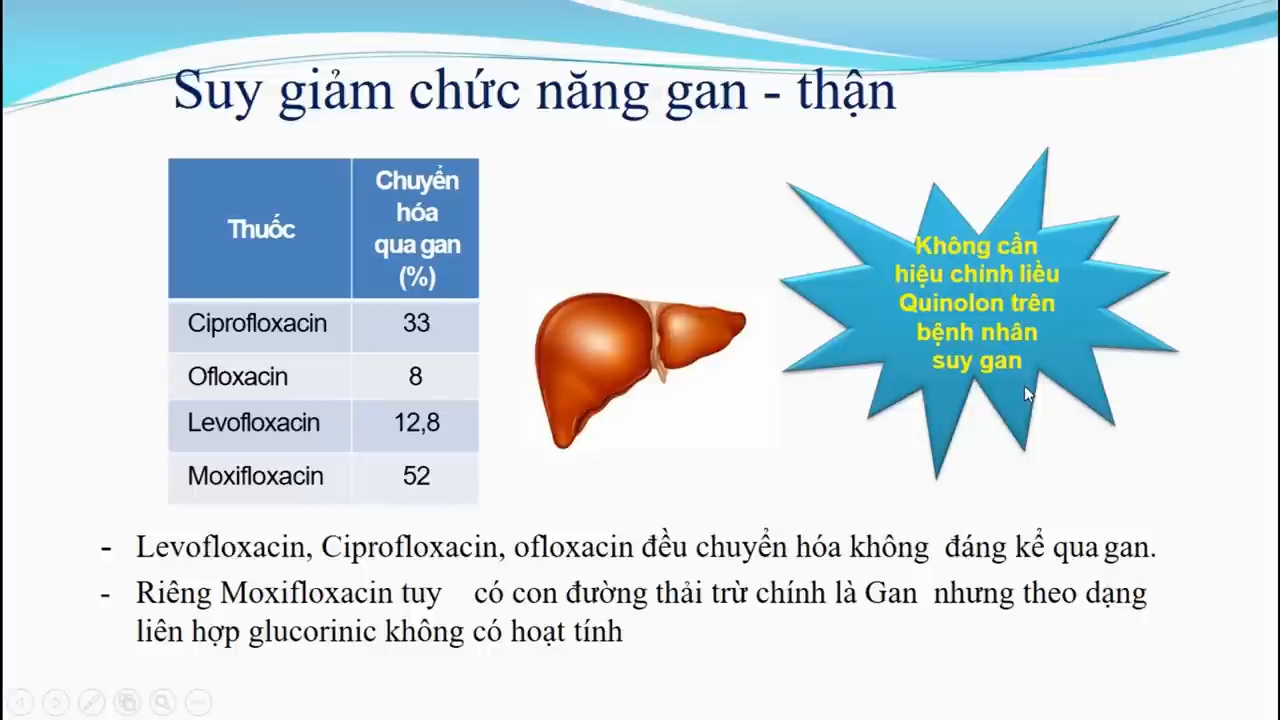 Suy giảm chức năng gan - thận
Thuốc
Chuyển
hóa
qua gan
(%)
Ciprofloxacin 33
Ofloxacin 8
Levofloxacin 12,8
Moxifloxacin 52
Không cần
hiệu chỉnh liều
Quinolon trên
bệnh nhân
suy gan
- Levofloxacin, Ciprofloxacin, ofloxacin đều chuyển hóa không đáng kể qua gan.
- Riêng Moxifloxacin tuy có con đường thải trừ chính là Gan nhưng theo dạng
liên hợp glucorinic không có hoạt tính